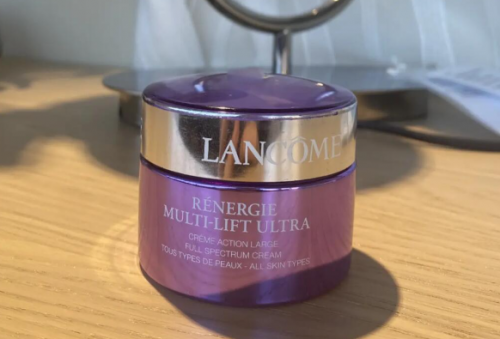 LANCÔME
RÉNERGIE
MULTI-LIFT ULTRA
CRÈME ACTION LARGE
FULL SPECTRUM CREAM
TOUS TYPES DE PEAUX - ALL SKIN TYPES